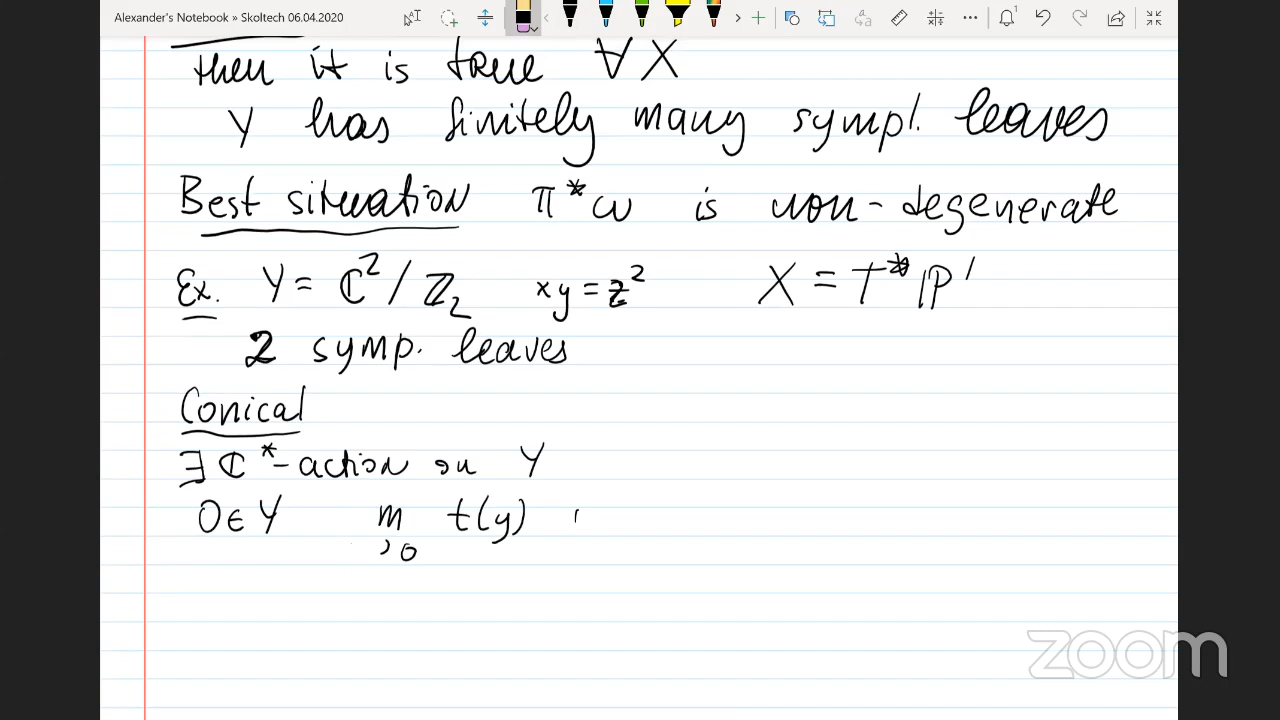 Alexander's Notebook » Skoltech 06.04.2020
then it is true ∀ X
Y has finitely many sympl. leaves
Best situation π*ω is non-degenerate
Ex. Y = ℂ²/ℤ₂ xy = z² X = T*ℙ¹
2 symp. leaves
Conical
∃ ℂ*-action on Y
0 ∈ Y m t(y)
0
zoom